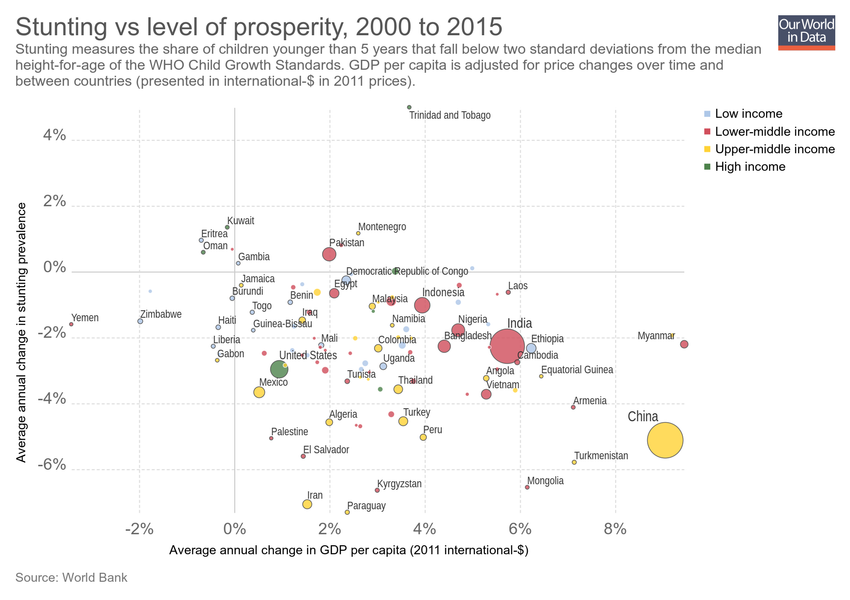 Stunting vs level of prosperity, 2000 to 2015
Our World
in Data
Stunting measures the share of children younger than 5 years that fall below two standard deviations from the median
height-for-age of the WHO Child Growth Standards. GDP per capita is adjusted for price changes over time and
between countries (presented in international-$ in 2011 prices).
Low income
Lower-middle income
Upper-middle income
High income
Average annual change in stunting prevalence
4%
2%
0%
-2%
-4%
-6%
Trinidad and Tobago
Kuwait
Montenegro
Eritrea
Pakistan
Oman
Gambia
Democratic Republic of Congo
Jamaica
Egypt
Laos
Burundi
Benin
Malaysia
Indonesia
Togo
Iraq
Yemen
Zimbabwe
Haiti
Guinea-Bissau
Namibia
Nigeria
India
Liberia
Mali
Colombia
Bangladesh
Ethiopia
Myanmar
Gabon
United States
Uganda
Cambodia
Mexico
Tunisia
Thailand
Angola
Equatorial Guinea
Vietnam
Algeria
Turkey
Armenia
China
Palestine
Peru
El Salvador
Turkmenistan
Kyrgyzstan
Mongolia
Iran
Paraguay
-2%
0%
2%
4%
6%
8%
Average annual change in GDP per capita (2011 international-$)
Source: World Bank